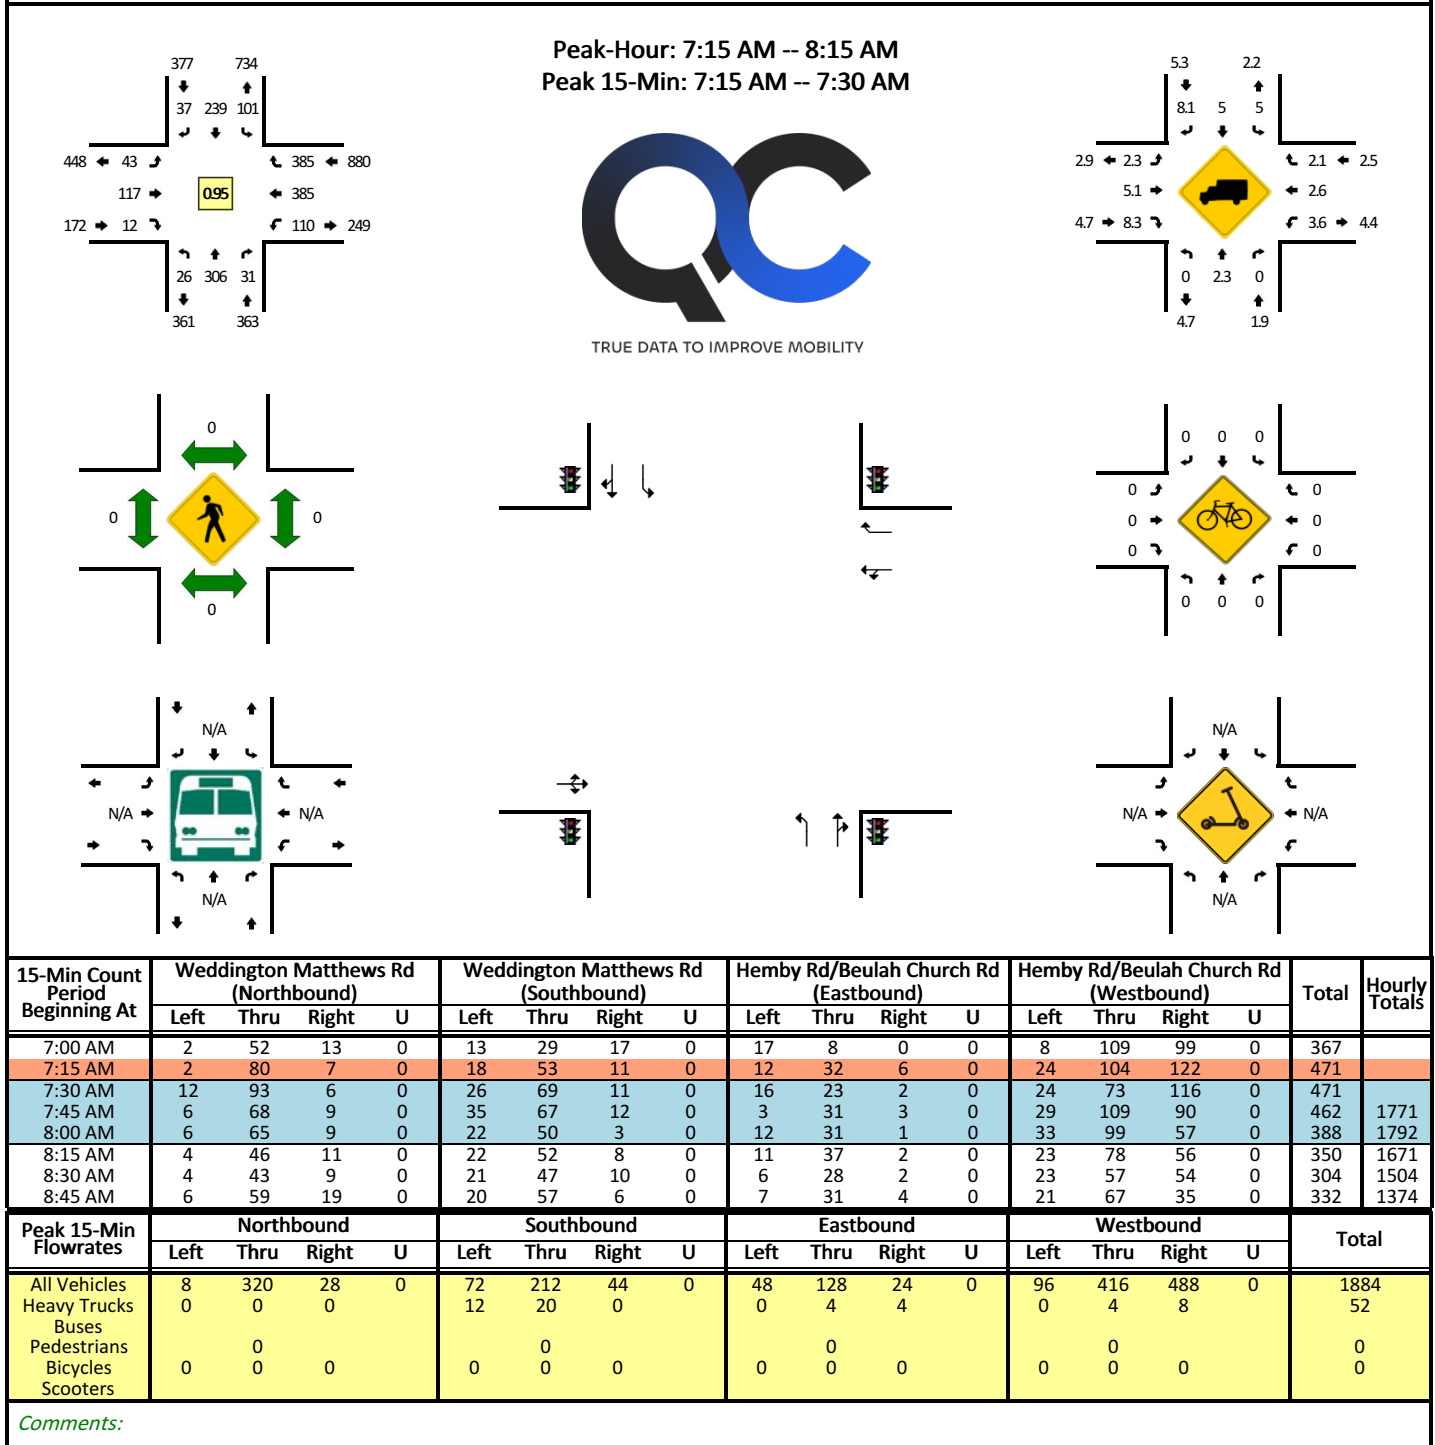 Peak-Hour: 7:15 AM -- 8:15 AM
Peak 15-Min: 7:15 AM -- 7:30 AM
377 734
37 239 101
448 43 385 880
117 0.95 385
172 12 110 249
26 306 31
361 363
TRUE DATA TO IMPROVE MOBILITY
5.3 2.2
8.1 5 5
2.9 2.3 2.1 2.5
5.1 2.6
4.7 8.3 3.6 4.4
0 2.3 0
4.7 1.9
0
0 0
0
0 0 0
0 0
0 0
0 0
0 0 0
N/A
N/A N/A
N/A
N/A
N/A N/A
N/A
15-Min Count Period Beginning At Weddington Matthews Rd (Northbound) Weddington Matthews Rd (Southbound) Hemby Rd/Beulah Church Rd (Eastbound) Hemby Rd/Beulah Church Rd (Westbound) Total Hourly Totals
Left Thru Right U Left Thru Right U Left Thru Right U Left Thru Right U
7:00 AM 2 52 13 0 13 29 17 0 17 8 0 0 8 109 99 0 367
7:15 AM 2 80 7 0 18 53 11 0 12 32 6 0 24 104 122 0 471
7:30 AM 12 93 6 0 26 69 11 0 16 23 2 0 24 73 116 0 471
7:45 AM 6 68 9 0 35 67 12 0 3 31 3 0 29 109 90 0 462 1771
8:00 AM 6 65 9 0 22 50 3 0 12 31 1 0 33 99 57 0 388 1792
8:15 AM 4 46 11 0 22 52 8 0 11 37 2 0 23 78 56 0 350 1671
8:30 AM 4 43 9 0 21 47 10 0 6 28 2 0 23 57 54 0 304 1504
8:45 AM 6 59 19 0 20 57 6 0 7 31 4 0 21 67 35 0 332 1374
Peak 15-Min Flowrates Northbound Southbound Eastbound Westbound Total
Left Thru Right U Left Thru Right U Left Thru Right U Left Thru Right U
All Vehicles 8 320 28 0 72 212 44 0 48 128 24 0 96 416 488 0 1884
Heavy Trucks 0 0 0 12 20 0 0 4 4 0 4 8 52
Buses
Pedestrians 0 0 0 0 0
Bicycles 0 0 0 0 0 0 0 0 0 0 0 0 0
Scooters
Comments: